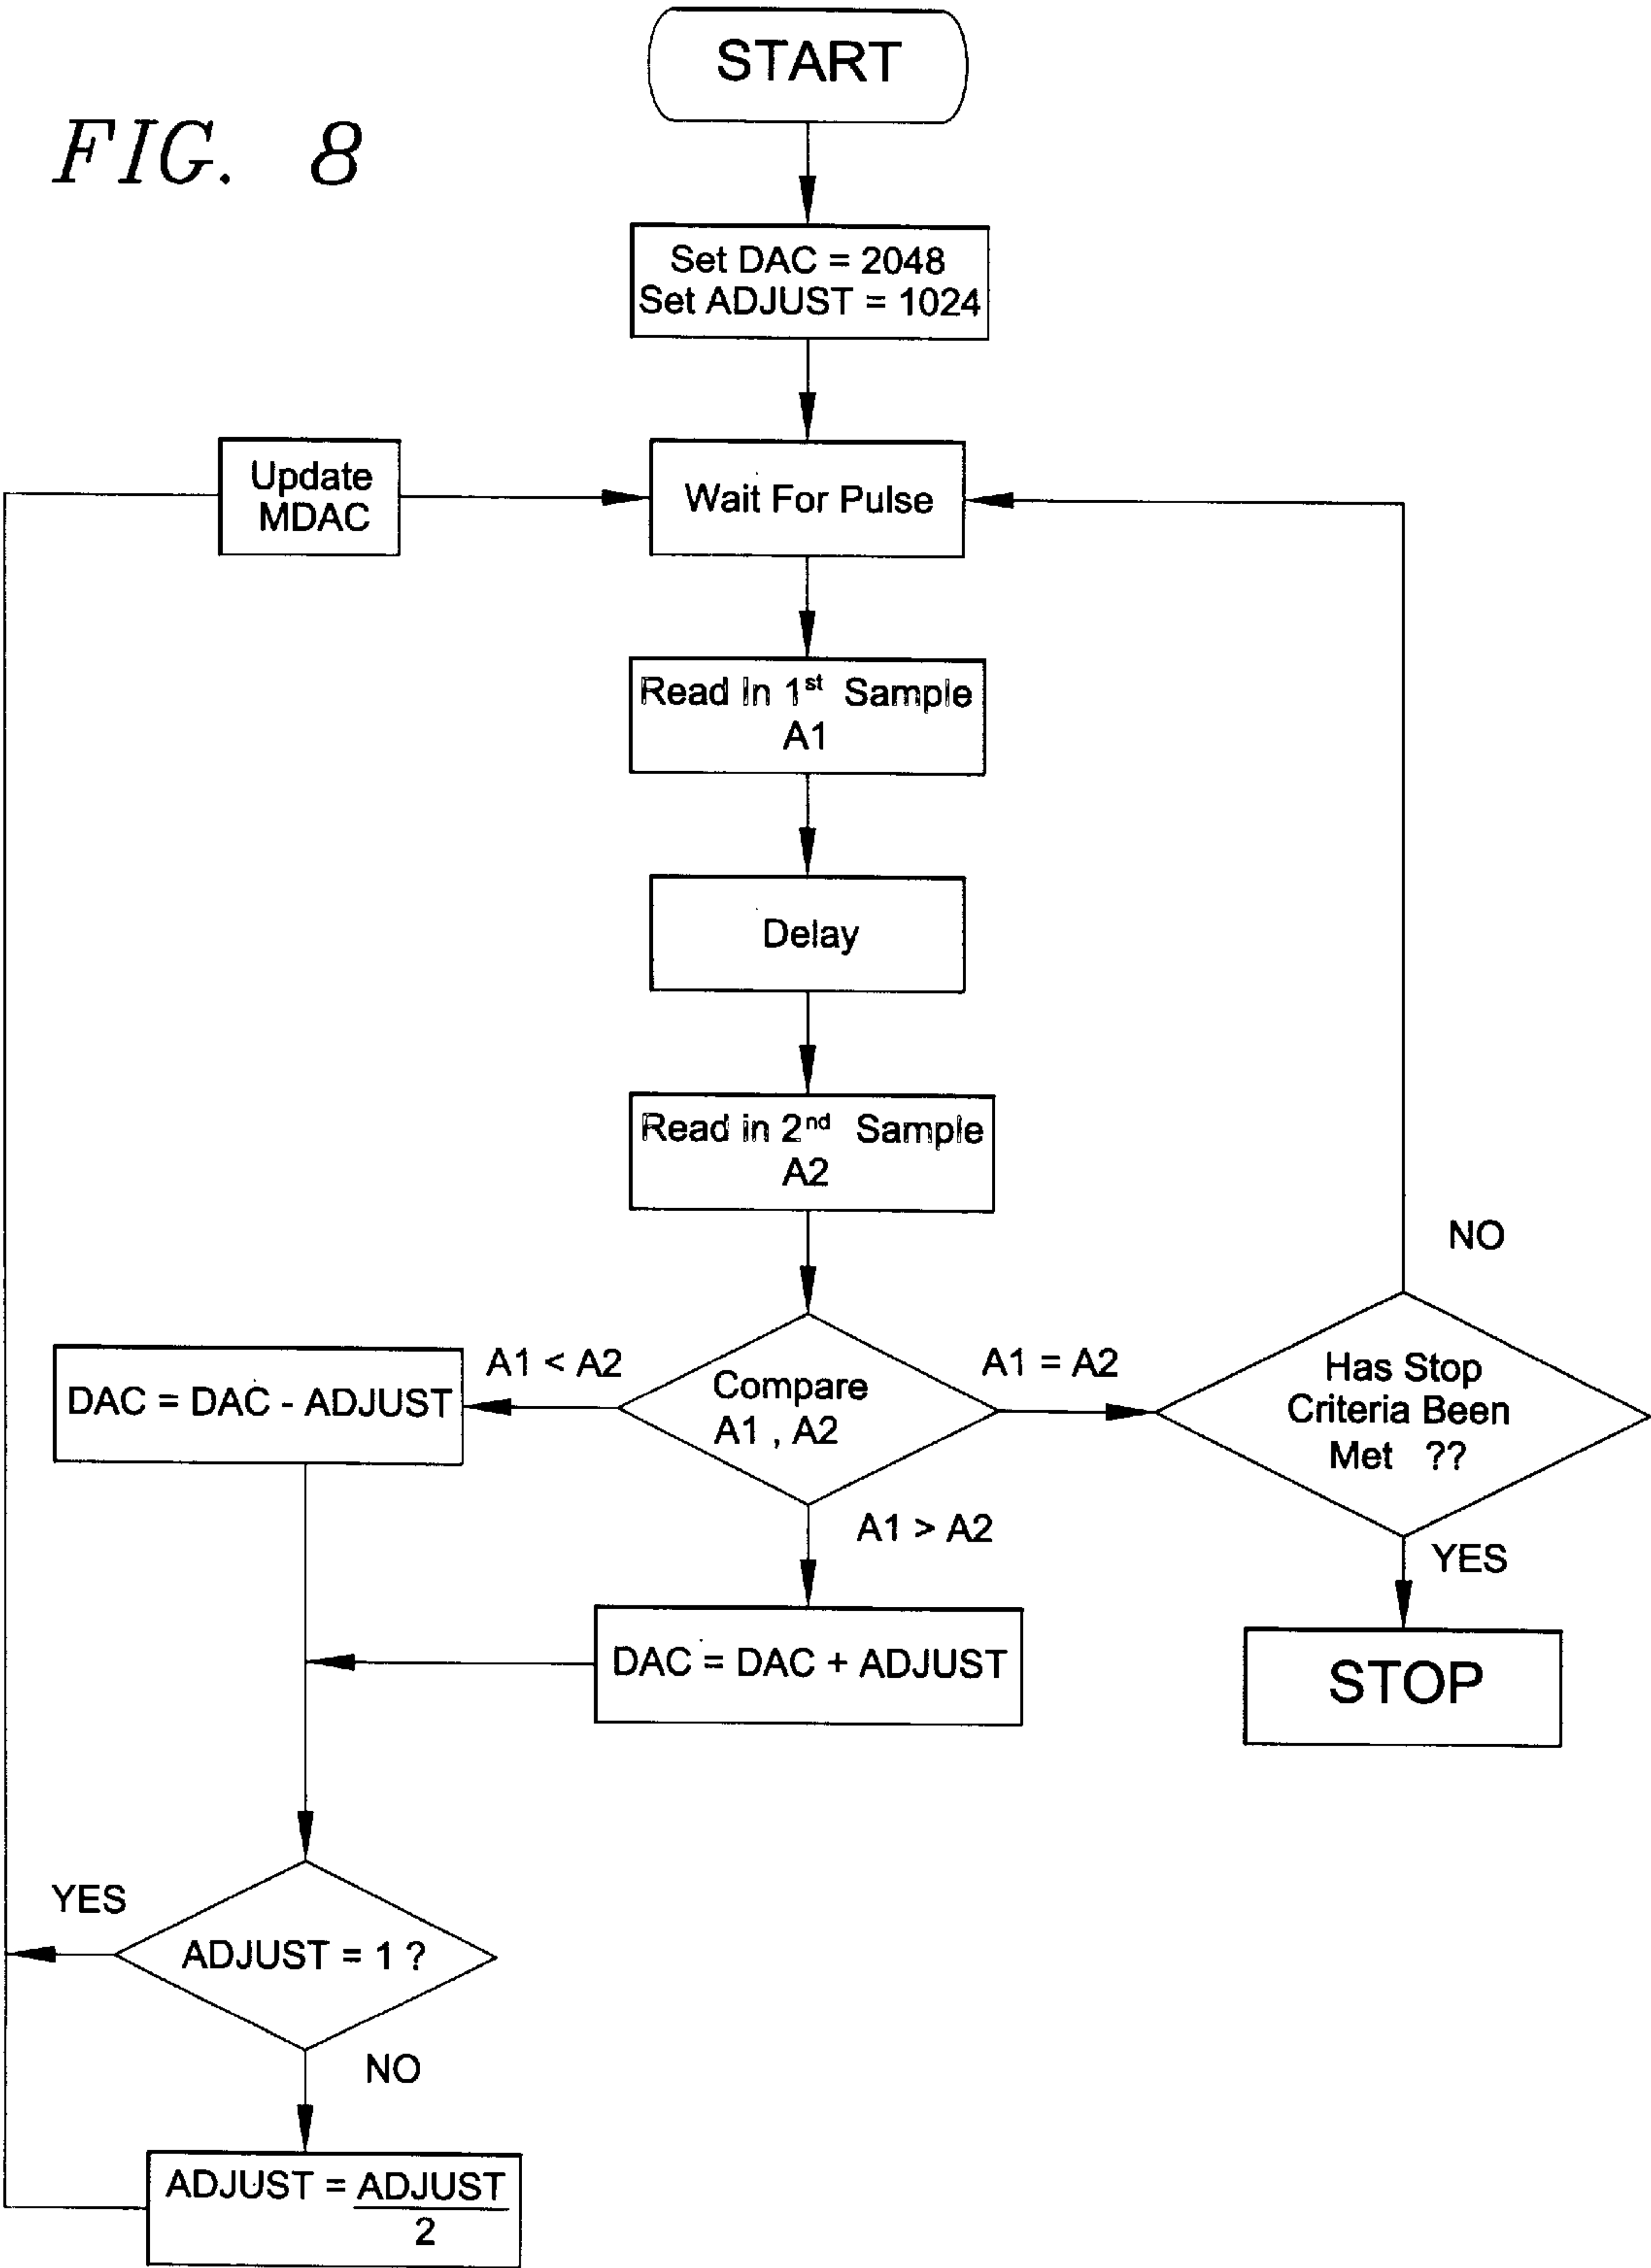 START
FIG. 8
Set DAC = 2048
Set ADJUST = 1024
Update
MDAC
Wait For Pulse
Read In 1st Sample
A1
Delay
Read in 2nd Sample
A2
NO
A1 < A2
Compare
A1 , A2
A1 = A2
Has Stop
Criteria Been
Met ??
DAC = DAC - ADJUST
A1 > A2
YES
DAC = DAC + ADJUST
STOP
YES
ADJUST = 1 ?
NO
ADJUST = ADJUST
2